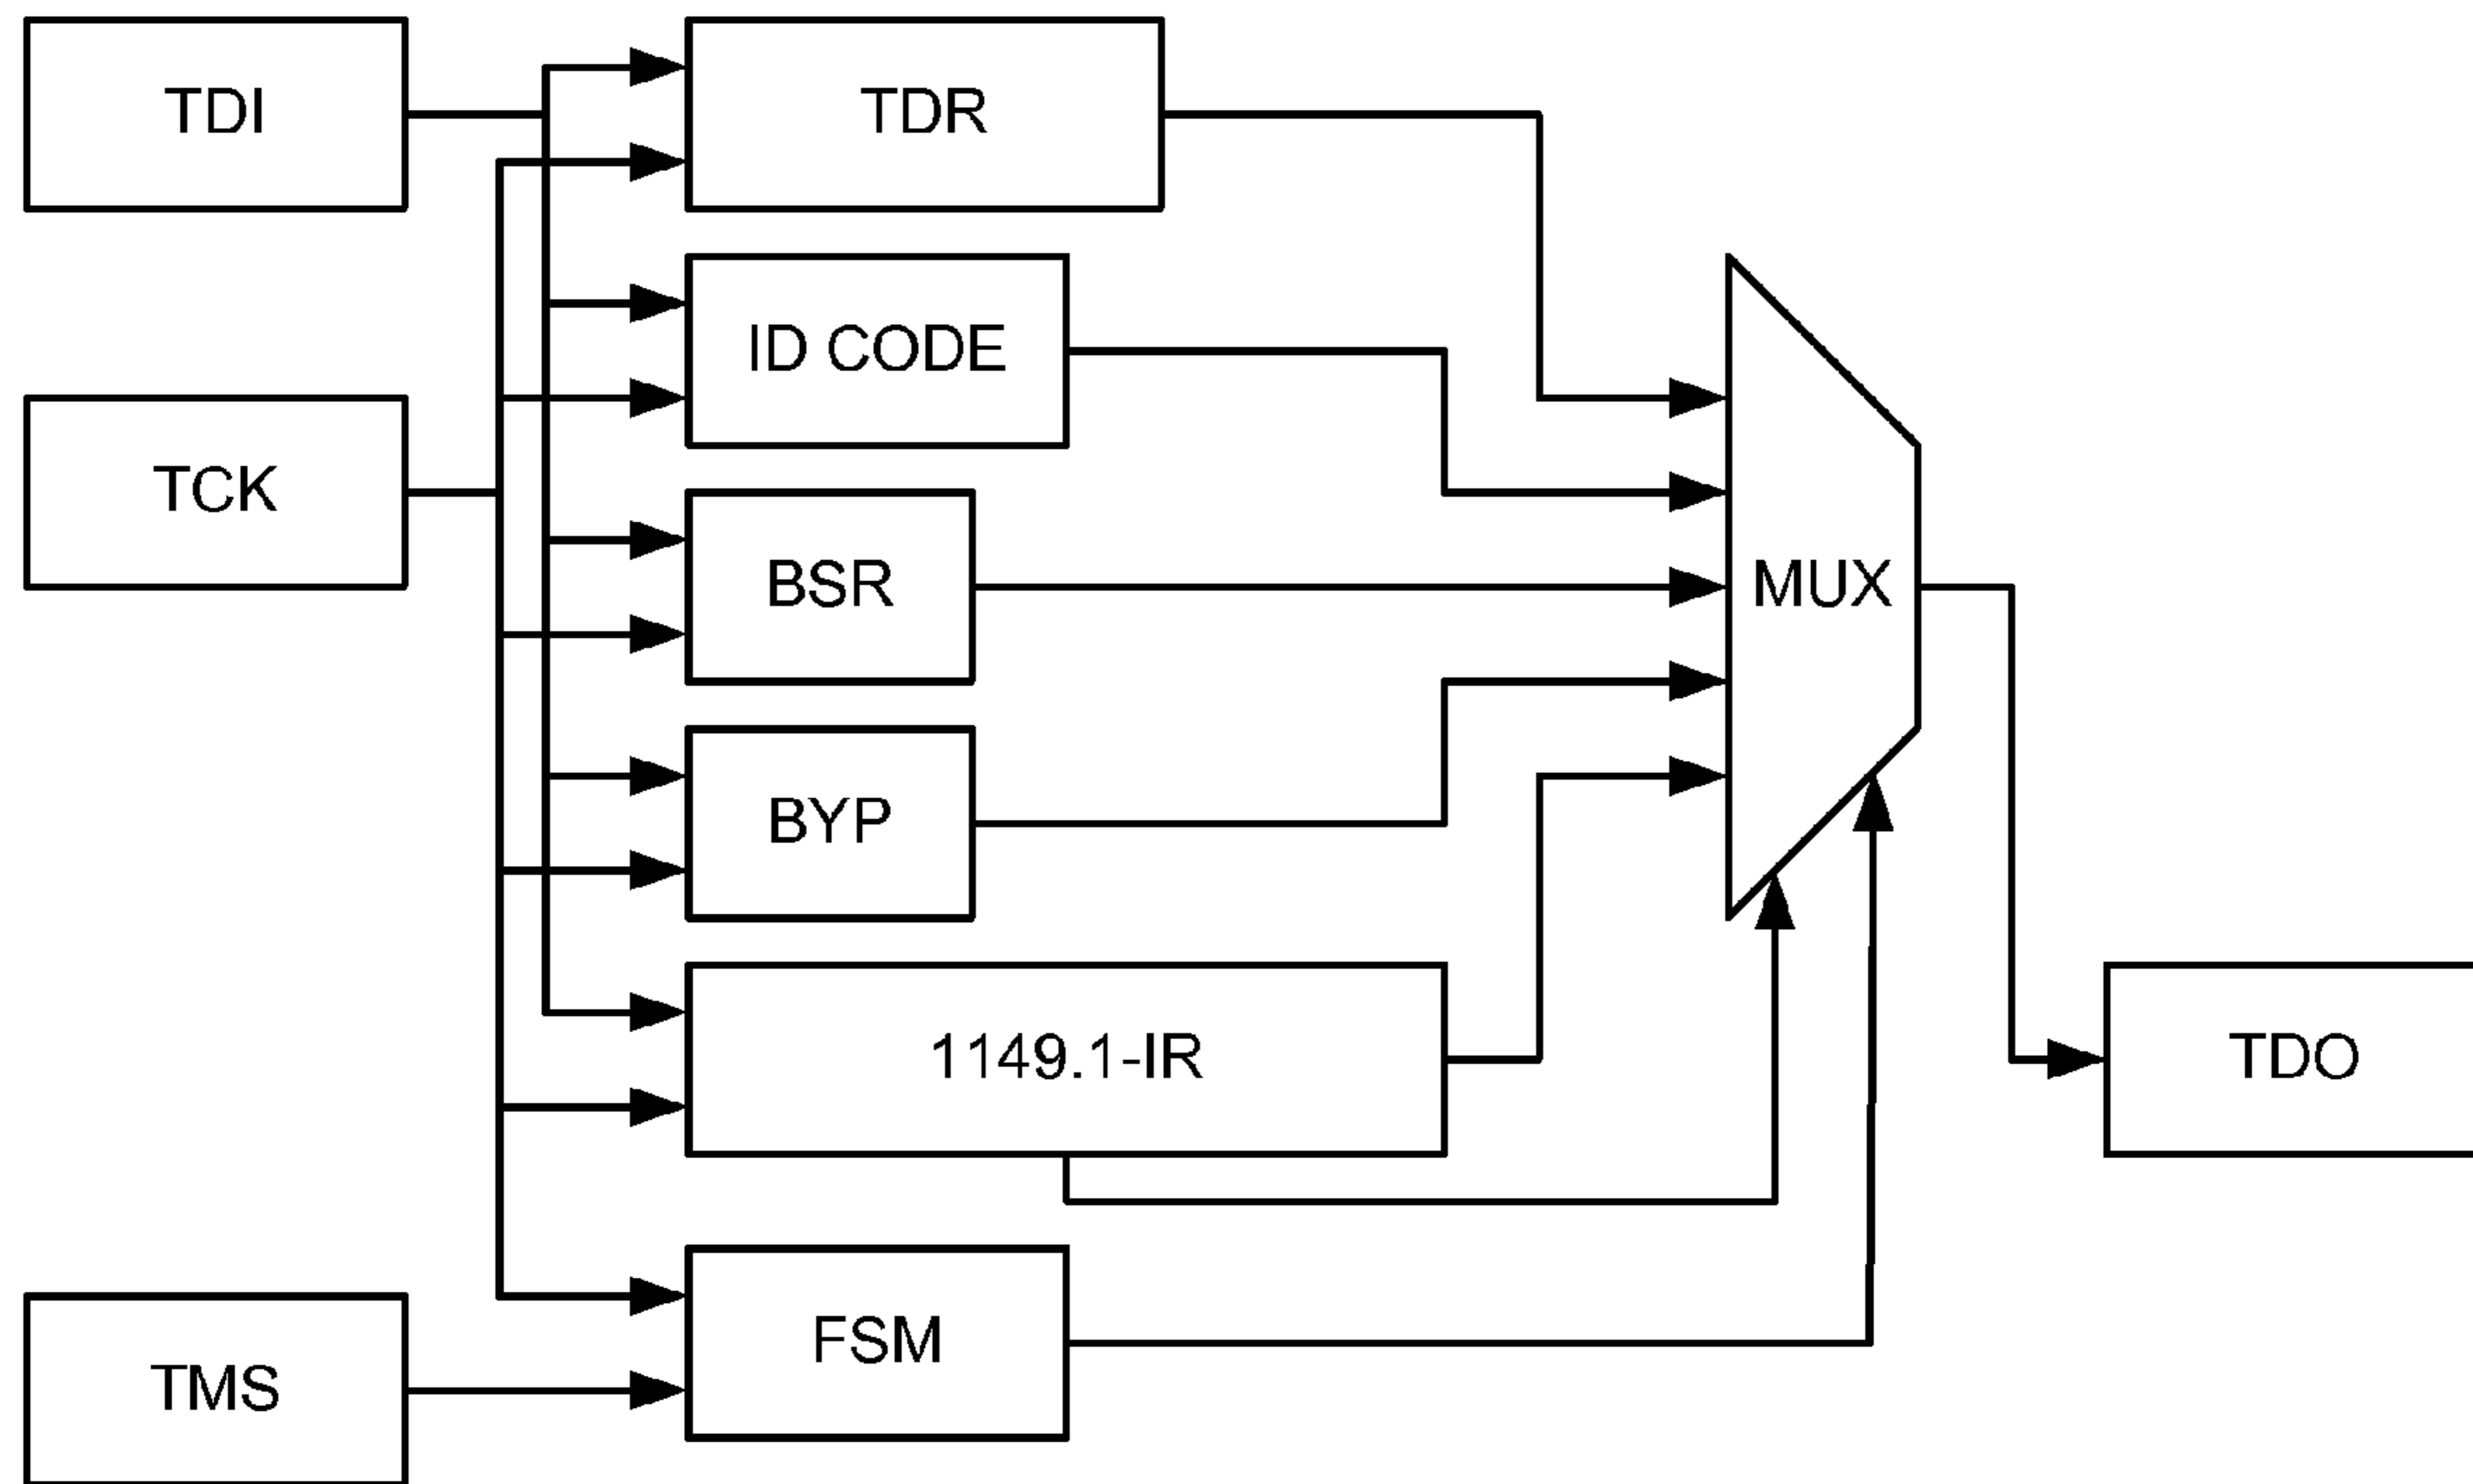 TDI
TDR
ID CODE
TCK
BSR
MUX
BYP
1149.1-IR
TDO
FSM
TMS